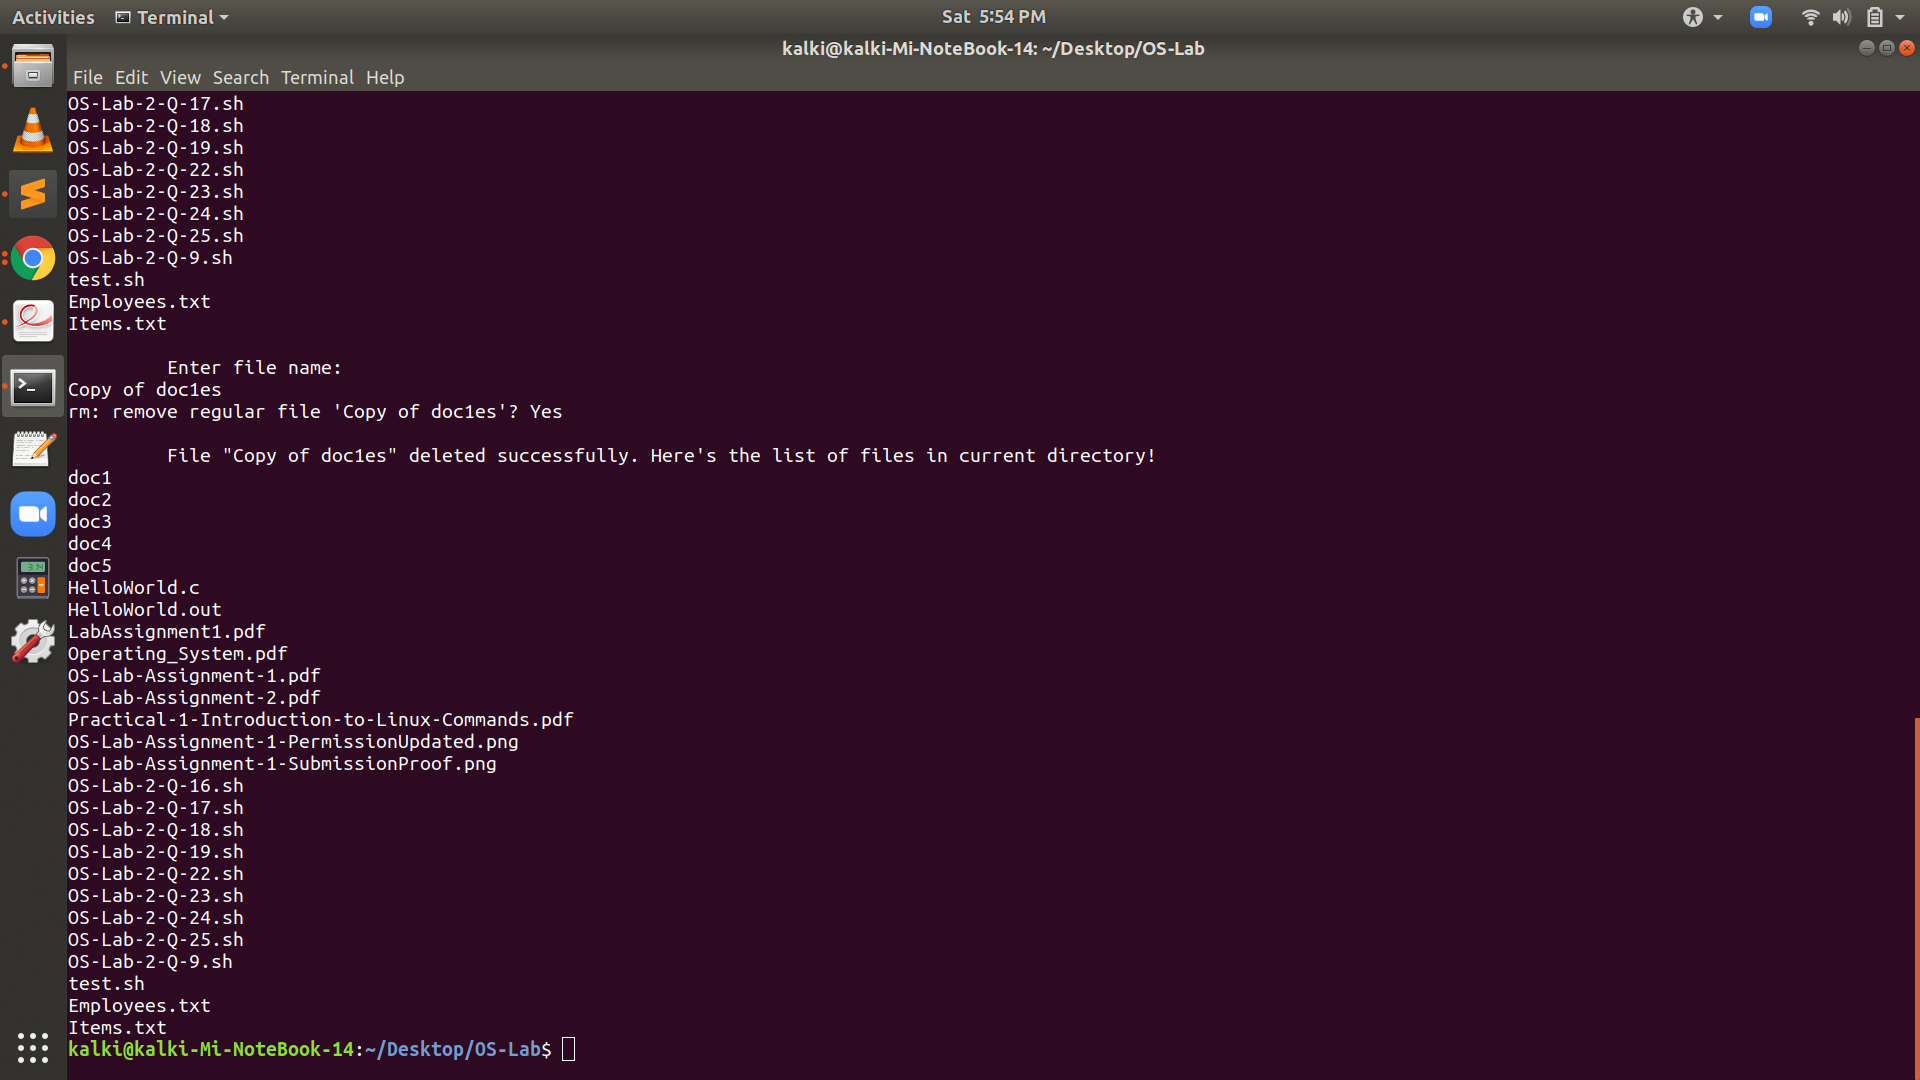 Activities Terminal Sat 5:54 PM
kalki@kalki-Mi-NoteBook-14: ~/Desktop/OS-Lab
File Edit View Search Terminal Help
OS-Lab-2-Q-17.sh
OS-Lab-2-Q-18.sh
OS-Lab-2-Q-19.sh
OS-Lab-2-Q-22.sh
OS-Lab-2-Q-23.sh
OS-Lab-2-Q-24.sh
OS-Lab-2-Q-25.sh
OS-Lab-2-Q-9.sh
test.sh
Employees.txt
Items.txt
Enter file name:
Copy of doc1es
rm: remove regular file 'Copy of doc1es'? Yes
File "Copy of doc1es" deleted successfully. Here's the list of files in current directory!
doc1
doc2
doc3
doc4
doc5
HelloWorld.c
HelloWorld.out
LabAssignment1.pdf
Operating_System.pdf
OS-Lab-Assignment-1.pdf
OS-Lab-Assignment-2.pdf
Practical-1-Introduction-to-Linux-Commands.pdf
OS-Lab-Assignment-1-PermissionUpdated.png
OS-Lab-Assignment-1-SubmissionProof.png
OS-Lab-2-Q-16.sh
OS-Lab-2-Q-17.sh
OS-Lab-2-Q-18.sh
OS-Lab-2-Q-19.sh
OS-Lab-2-Q-22.sh
OS-Lab-2-Q-23.sh
OS-Lab-2-Q-24.sh
OS-Lab-2-Q-25.sh
OS-Lab-2-Q-9.sh
test.sh
Employees.txt
Items.txt
kalki@kalki-Mi-NoteBook-14:~/Desktop/OS-Lab$